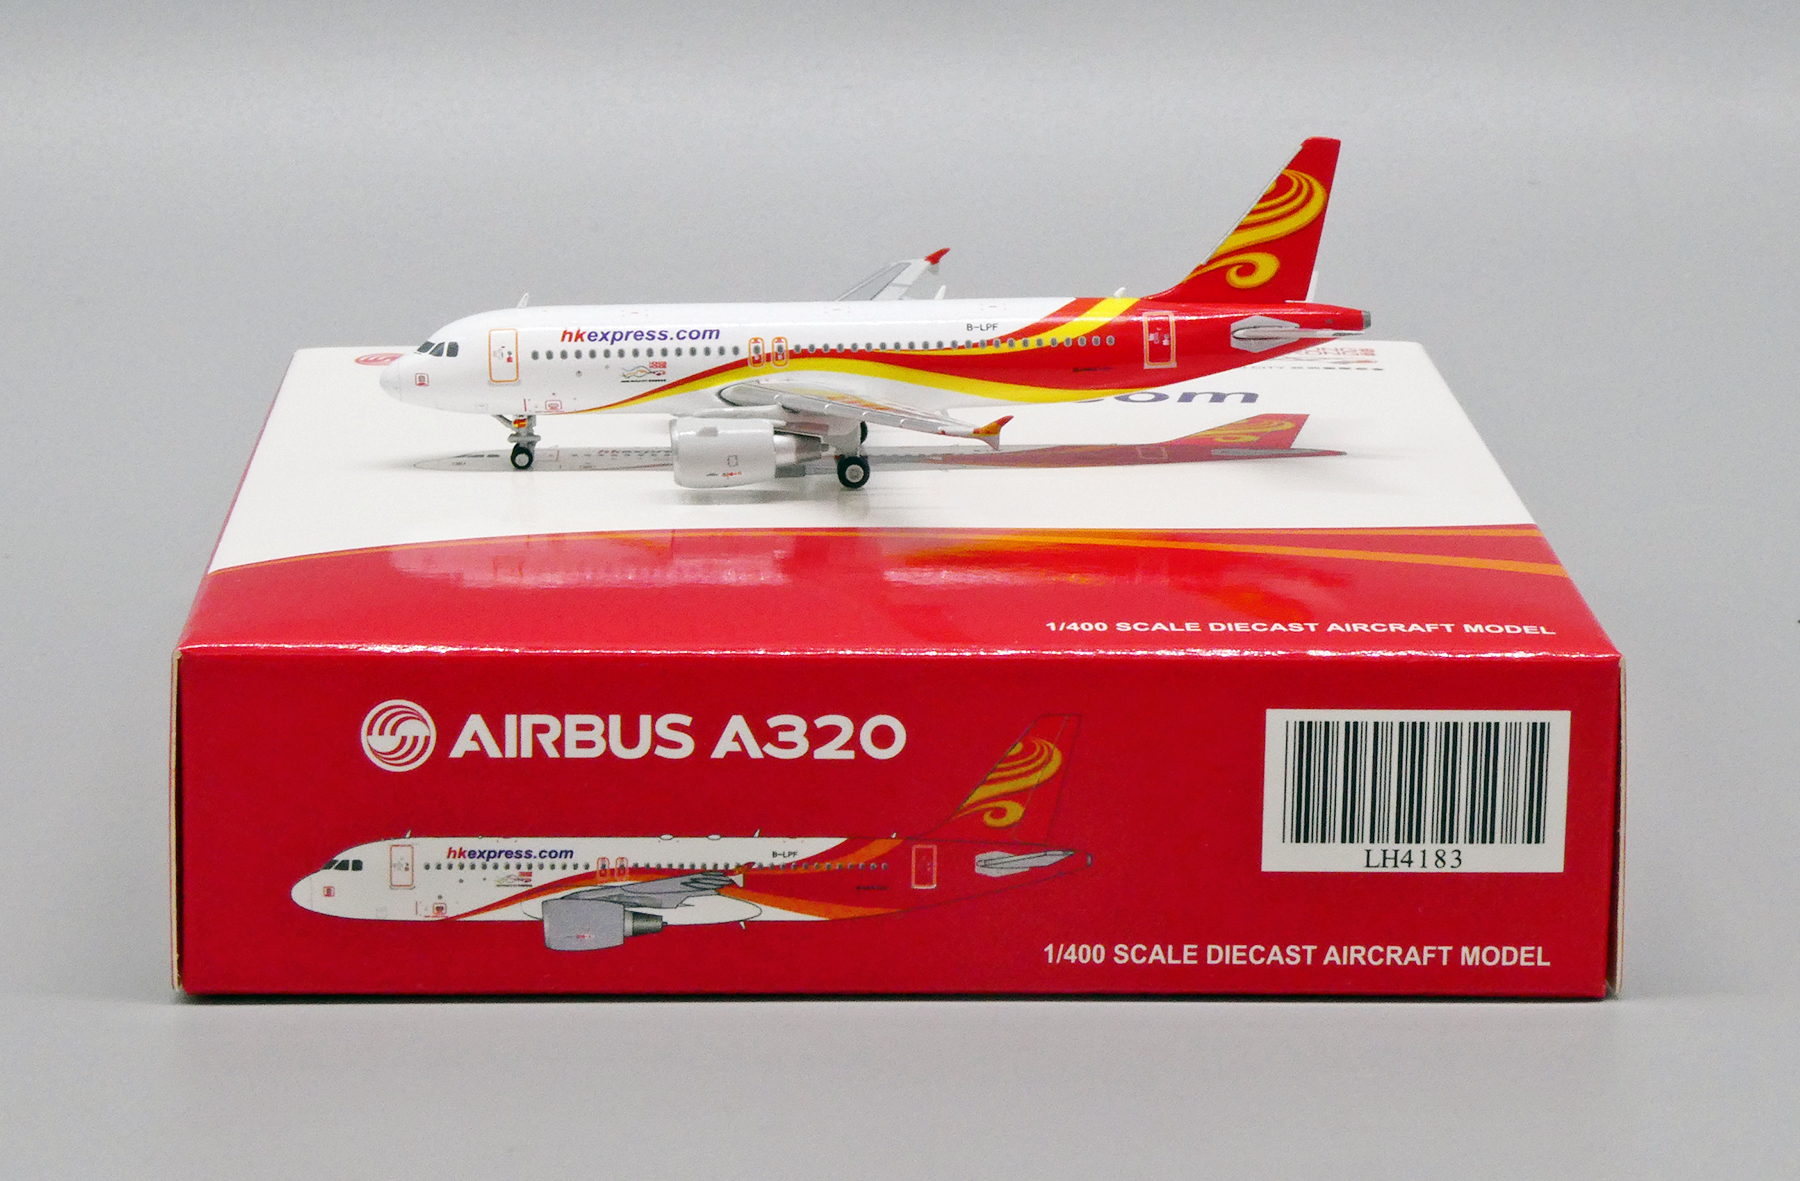 hkexpress.com
B-LPF
.com
1/400 SCALE DIECAST AIRCRAFT MODEL
AIRBUS A320
hkexpress.com
B-LPF
LH4183
1/400 SCALE DIECAST AIRCRAFT MODEL